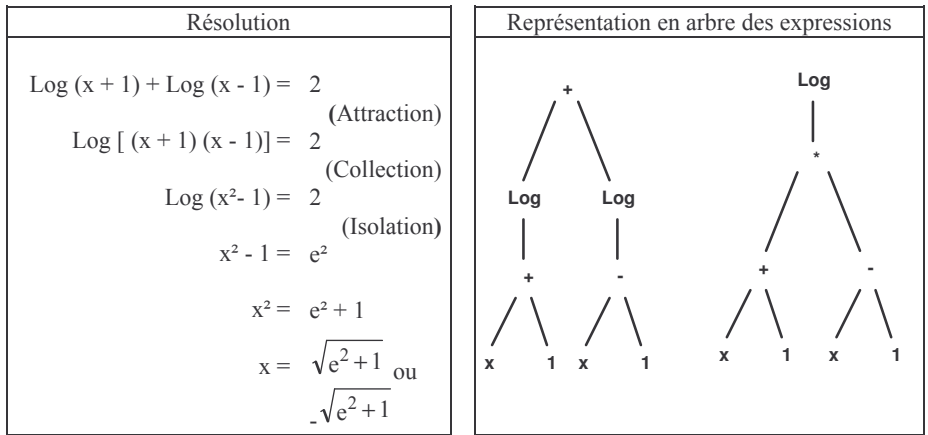 Résolution
Log (x + 1) + Log (x - 1) = 2
(Attraction)
Log [ (x + 1) (x - 1)] = 2
(Collection)
Log (x²- 1) = 2
(Isolation)
x² - 1 = e²
x² = e² + 1
x = √e² + 1 ou
-√e² + 1
Représentation en arbre des expressions
+ Log
*
Log Log
+ - + -
x 1 x 1 x 1 x 1